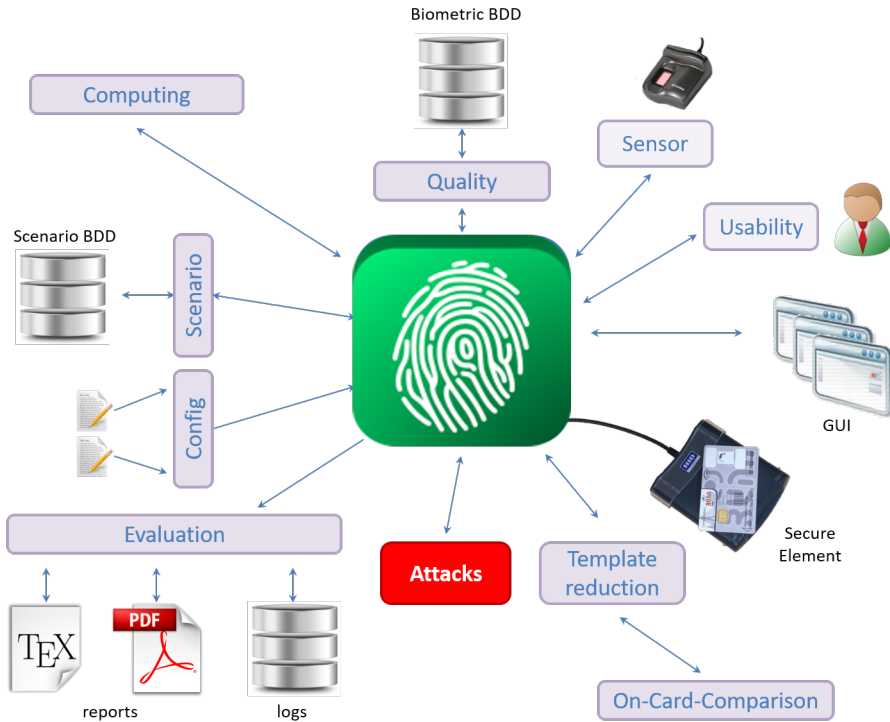 Biometric BDD
Computing
Sensor
Quality
Usability
Scenario BDD
Scenario
Config
GUI
HID
Secure
Element
Evaluation
Attacks
Template
reduction
TEX
PDF
reports
logs
On-Card-Comparison